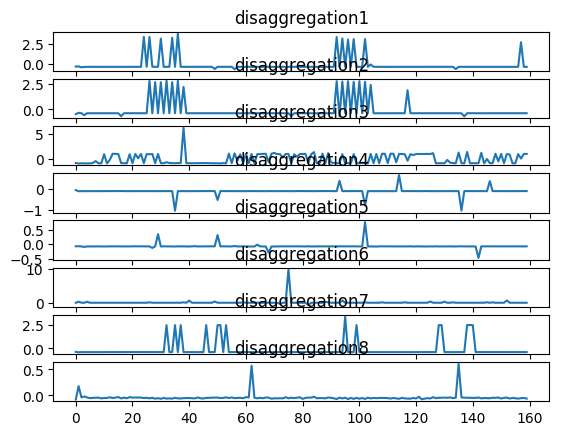 disaggregation1
2.5
0.0
disaggregation2
2.5
0.0
disaggregation3
5
0
disaggregation4
0
−1
disaggregation5
0.5
0.0
−0.5
disaggregation6
10
0
disaggregation7
2.5
0.0
disaggregation8
0.5
0.0
0 20 40 60 80 100 120 140 160